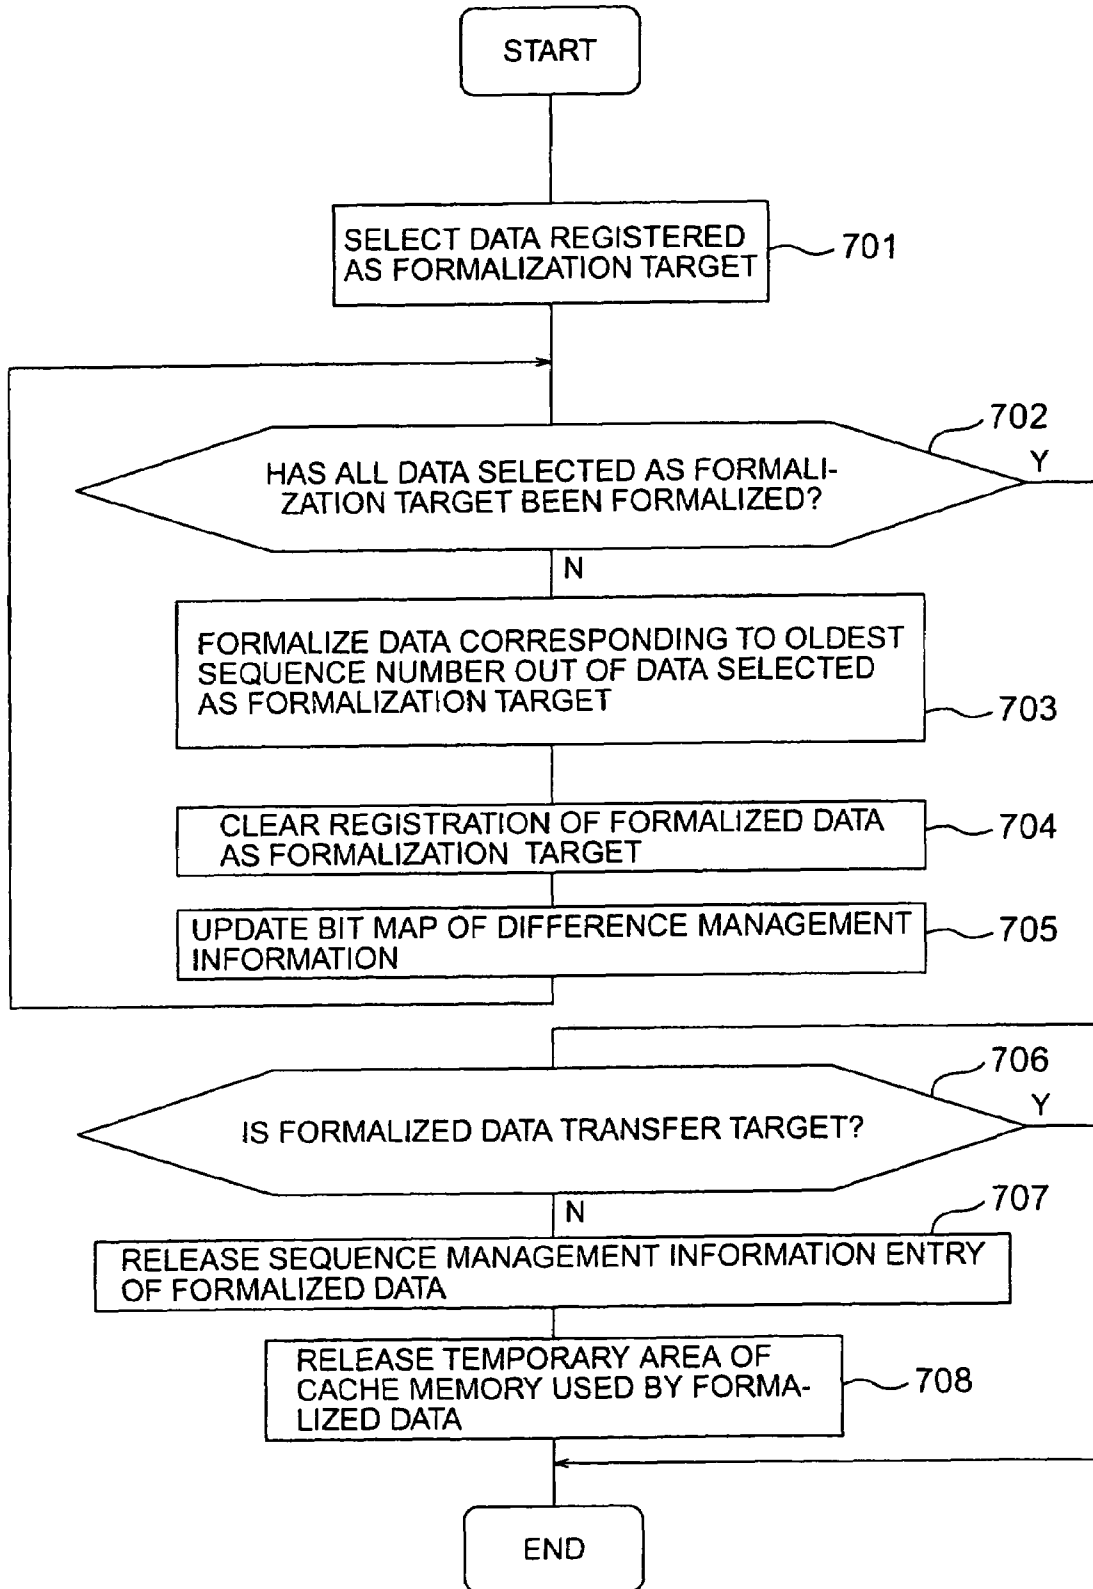 START
SELECT DATA REGISTERED
AS FORMALIZATION TARGET
701
702
Y
HAS ALL DATA SELECTED AS FORMALI-
ZATION TARGET BEEN FORMALIZED?
N
FORMALIZE DATA CORRESPONDING TO OLDEST
SEQUENCE NUMBER OUT OF DATA SELECTED
AS FORMALIZATION TARGET
703
CLEAR REGISTRATION OF FORMALIZED DATA
AS FORMALIZATION TARGET
704
UPDATE BIT MAP OF DIFFERENCE MANAGEMENT
INFORMATION
705
706
Y
IS FORMALIZED DATA TRANSFER TARGET?
N
707
RELEASE SEQUENCE MANAGEMENT INFORMATION ENTRY
OF FORMALIZED DATA
RELEASE TEMPORARY AREA OF
CACHE MEMORY USED BY FORMA-
LIZED DATA
708
END